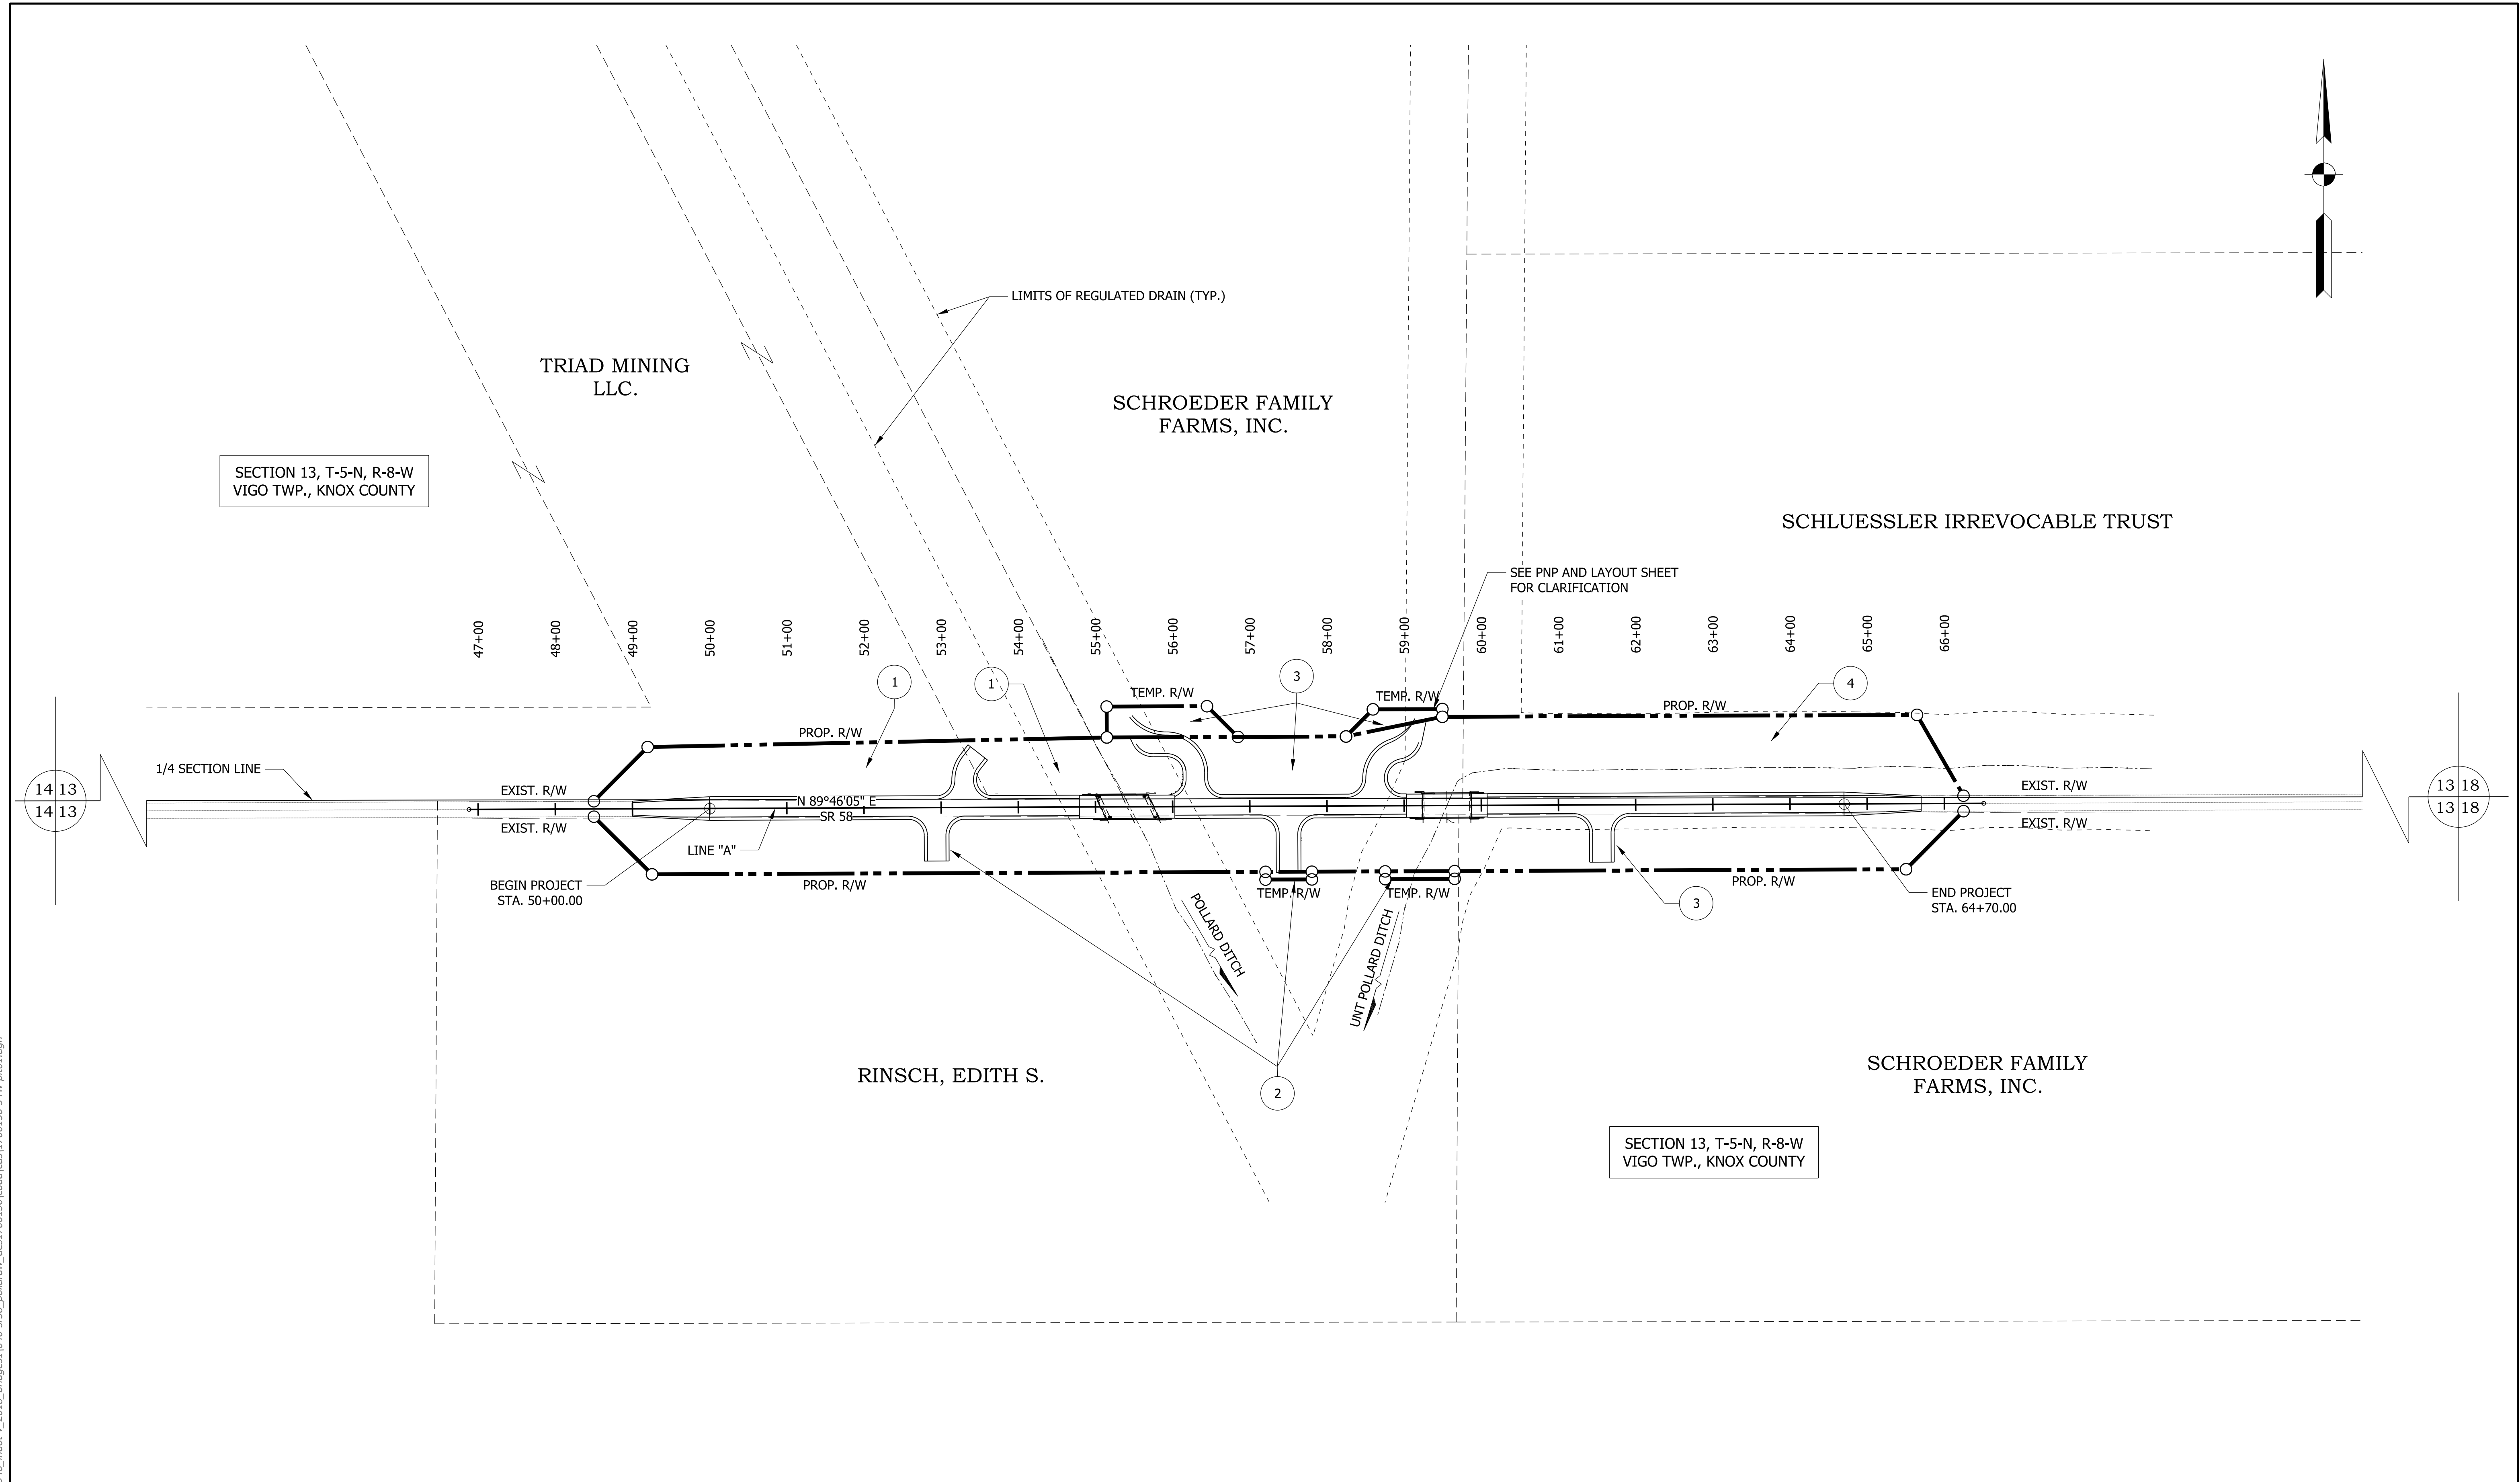 LIMITS OF REGULATED DRAIN (TYP.)
TRIAD MINING
LLC.
SCHROEDER FAMILY
FARMS, INC.
SECTION 13, T-5-N, R-8-W
VIGO TWP., KNOX COUNTY
SCHLUESSLER IRREVOCABLE TRUST
SEE PNP AND LAYOUT SHEET
FOR CLARIFICATION
47+00
48+00
49+00
50+00
51+00
52+00
53+00
54+00
55+00
56+00
57+00
58+00
59+00
60+00
61+00
62+00
63+00
64+00
65+00
66+00
1
1
3
4
TEMP. R/W
TEMP. R/W
PROP. R/W
PROP. R/W
1/4 SECTION LINE
14 13
14 13
EXIST. R/W
EXIST. R/W
N 89°46'05" E
SR 58
LINE "A"
EXIST. R/W
EXIST. R/W
13 18
13 18
BEGIN PROJECT
STA. 50+00.00
PROP. R/W
TEMP. R/W
TEMP. R/W
PROP. R/W
END PROJECT
STA. 64+70.00
3
POLLARD DITCH
UNT POLLARD DITCH
2
RINSCH, EDITH S.
SCHROEDER FAMILY
FARMS, INC.
SECTION 13, T-5-N, R-8-W
VIGO TWP., KNOX COUNTY